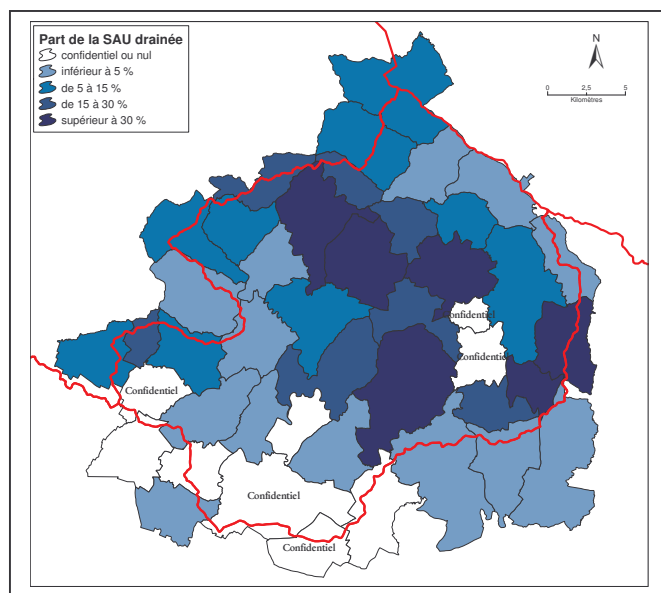 Part de la SAU drainée
confidentiel ou nul
inférieur à 5 %
de 5 à 15 %
de 15 à 30 %
supérieur à 30 %
N
0 2,5 5
Kilomètres
Confidentiel
Confidentiel
Confidentiel
Confidentiel
Confidentiel